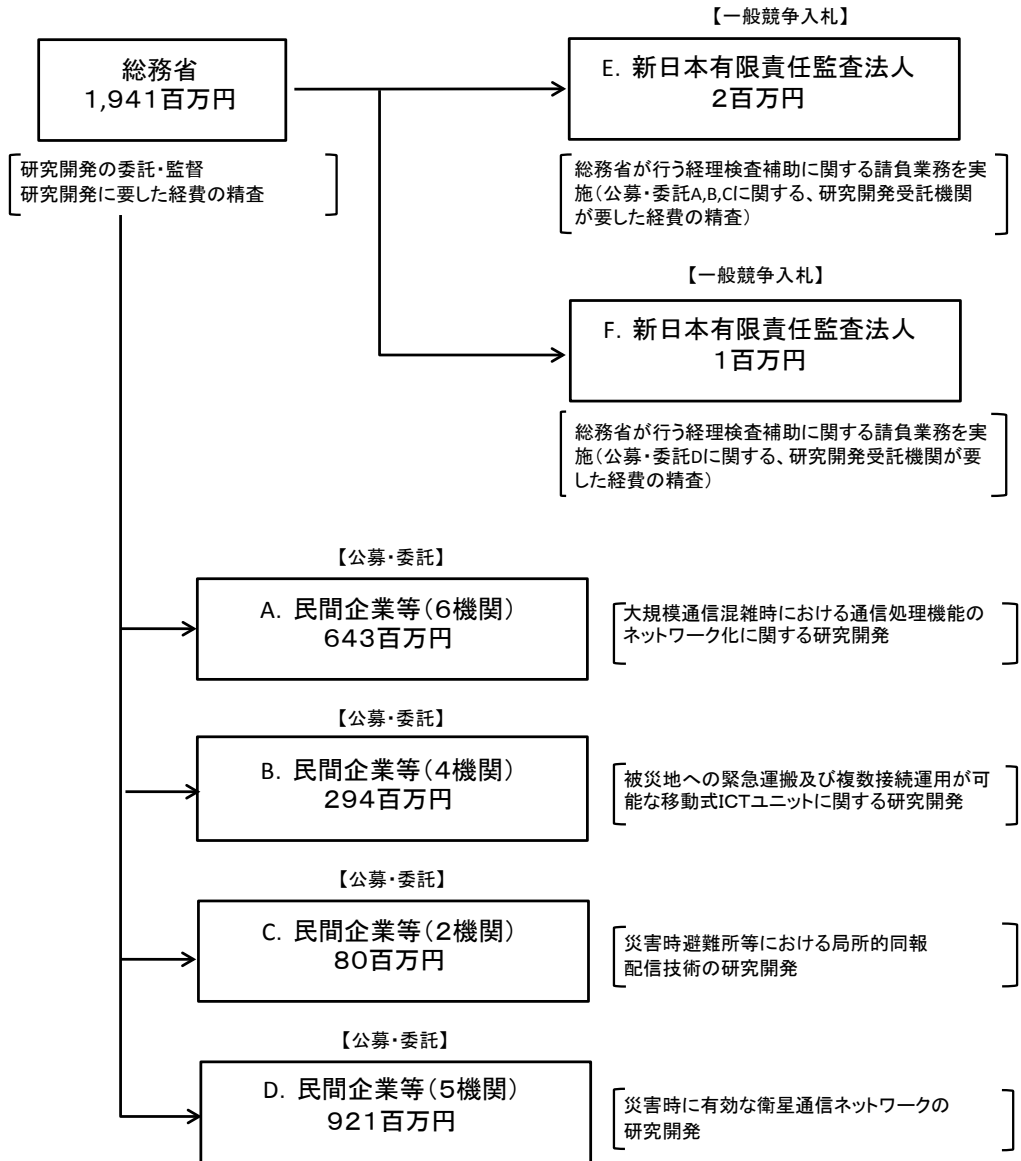 【一般競争入札】
総務省
1,941百万円
E. 新日本有限責任監査法人
2百万円
研究開発の委託・監督
研究開発に要した経費の精査
総務省が行う経理検査補助に関する請負業務を実
施(公募・委託A,B,Cに関する、研究開発受託機関
が要した経費の精査)
【一般競争入札】
F. 新日本有限責任監査法人
1百万円
総務省が行う経理検査補助に関する請負業務を実
施(公募・委託Dに関する、研究開発受託機関が要
した経費の精査)
【公募・委託】
A. 民間企業等(6機関)
643百万円
大規模通信混雑時における通信処理機能の
ネットワーク化に関する研究開発
【公募・委託】
B. 民間企業等(4機関)
294百万円
被災地への緊急運搬及び複数接続運用が可
能な移動式ICTユニットに関する研究開発
【公募・委託】
C. 民間企業等(2機関)
80百万円
災害時避難所等における局所的同報
配信技術の研究開発
【公募・委託】
D. 民間企業等(5機関)
921百万円
災害時に有効な衛星通信ネットワークの
研究開発